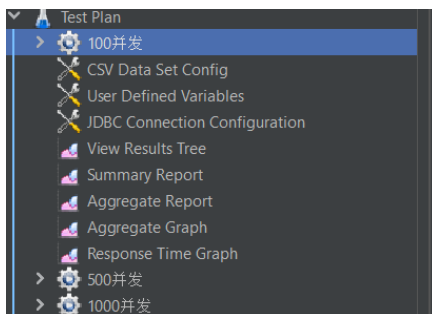 Test Plan
100并发
CSV Data Set Config
User Defined Variables
JDBC Connection Configuration
View Results Tree
Summary Report
Aggregate Report
Aggregate Graph
Response Time Graph
500并发
1000并发